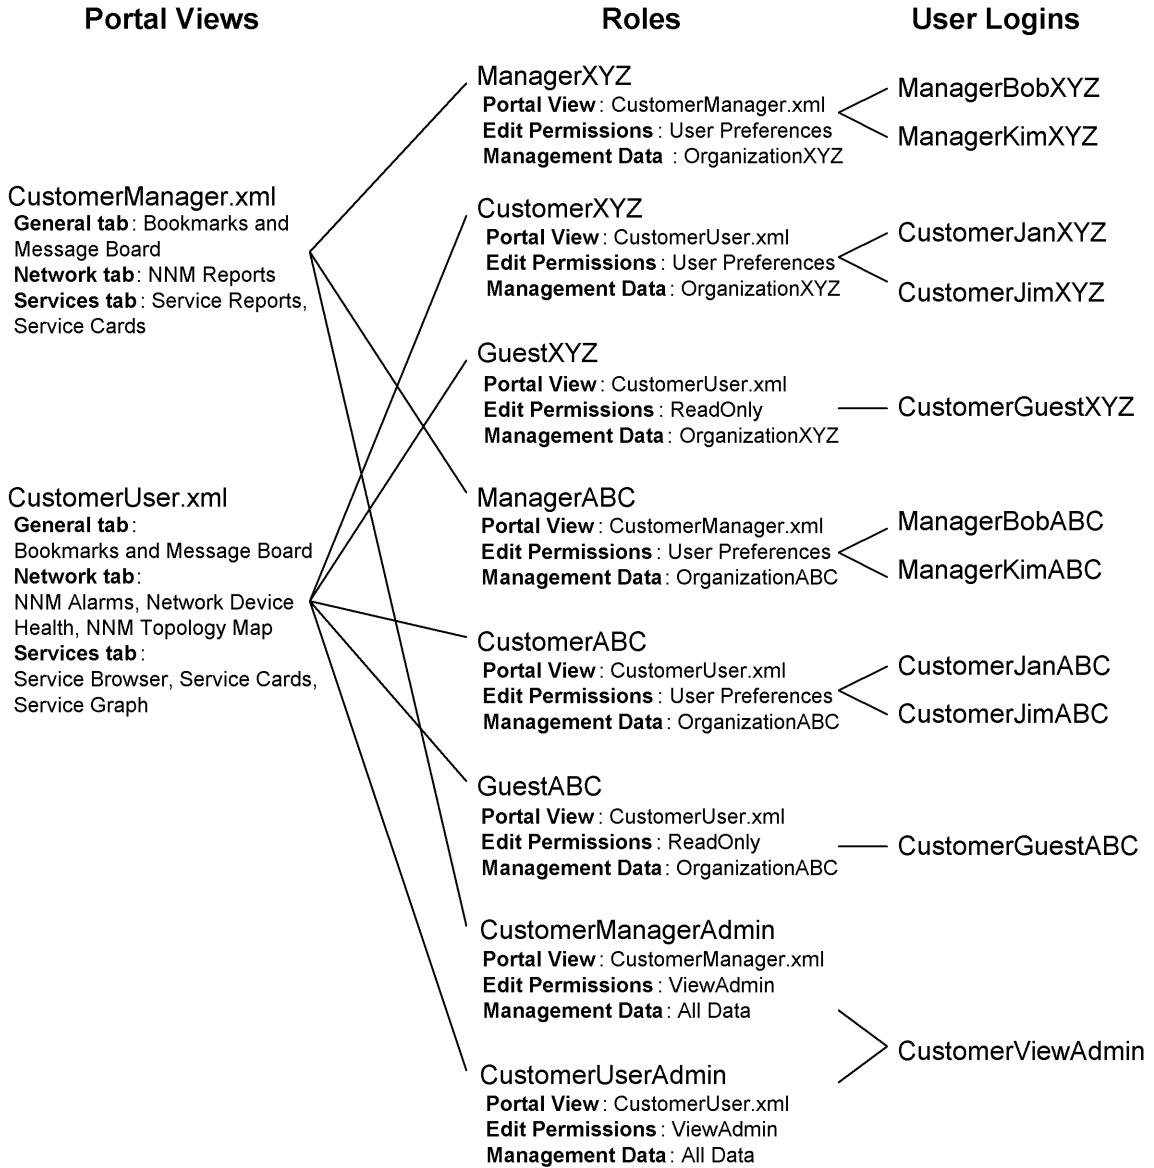 Portal Views
Roles
User Logins
CustomerManager.xml
General tab : Bookmarks and
Message Board
Network tab : NNM Reports
Services tab : Service Reports,
Service Cards
CustomerUser.xml
General tab :
Bookmarks and Message Board
Network tab :
NNM Alarms, Network Device
Health, NNM Topology Map
Services tab :
Service Browser, Service Cards,
Service Graph
ManagerXYZ
Portal View : CustomerManager.xml
Edit Permissions : User Preferences
Management Data : OrganizationXYZ
CustomerXYZ
Portal View : CustomerUser.xml
Edit Permissions : User Preferences
Management Data : OrganizationXYZ
GuestXYZ
Portal View : CustomerUser.xml
Edit Permissions : ReadOnly
Management Data : OrganizationXYZ
ManagerABC
Portal View : CustomerManager.xml
Edit Permissions : User Preferences
Management Data : OrganizationABC
CustomerABC
Portal View : CustomerUser.xml
Edit Permissions : User Preferences
Management Data : OrganizationABC
GuestABC
Portal View : CustomerUser.xml
Edit Permissions : ReadOnly
Management Data : OrganizationABC
CustomerManagerAdmin
Portal View : CustomerManager.xml
Edit Permissions : ViewAdmin
Management Data : All Data
CustomerUserAdmin
Portal View : CustomerUser.xml
Edit Permissions : ViewAdmin
Management Data : All Data
ManagerBobXYZ
ManagerKimXYZ
CustomerJanXYZ
CustomerJimXYZ
CustomerGuestXYZ
ManagerBobABC
ManagerKimABC
CustomerJanABC
CustomerJimABC
CustomerGuestABC
CustomerViewAdmin